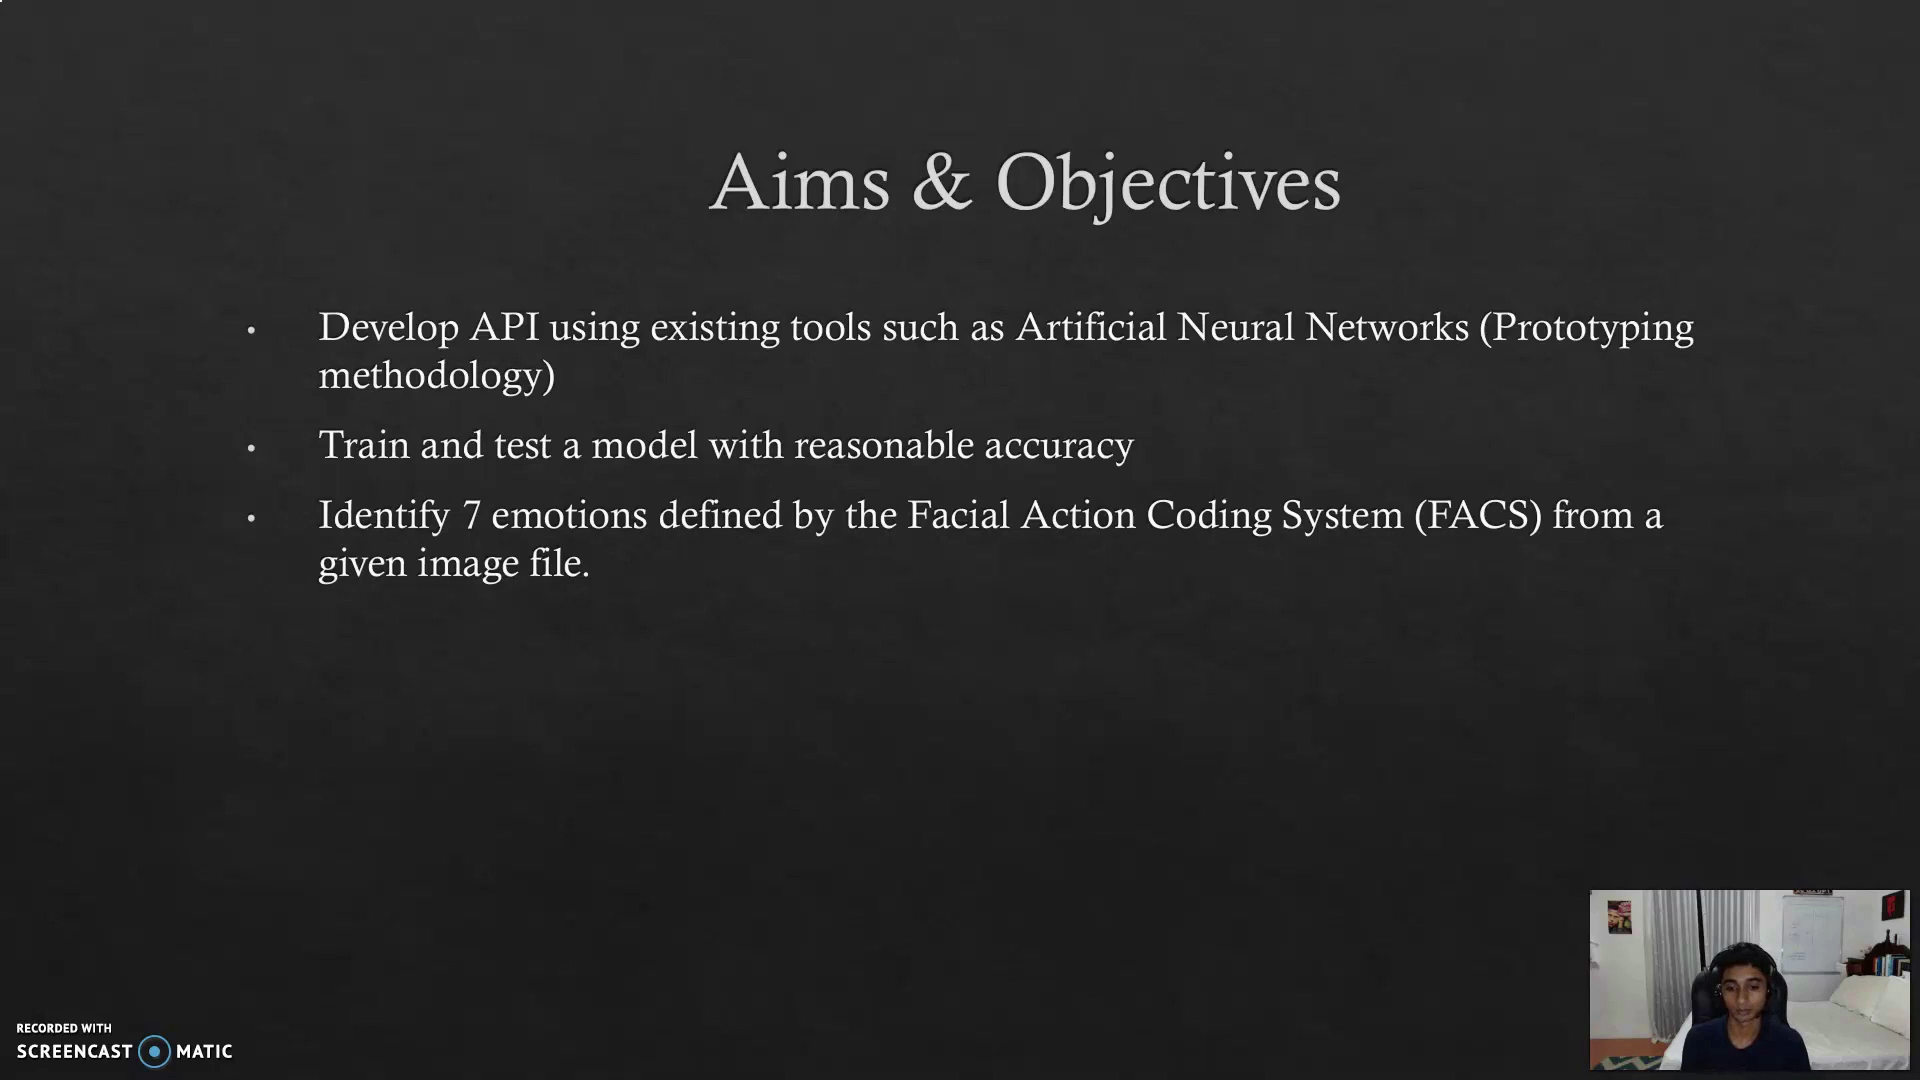 Aims & Objectives
• Develop API using existing tools such as Artificial Neural Networks (Prototyping
methodology)
• Train and test a model with reasonable accuracy
• Identify 7 emotions defined by the Facial Action Coding System (FACS) from a
given image file.
RECORDED WITH
SCREENCAST MATIC